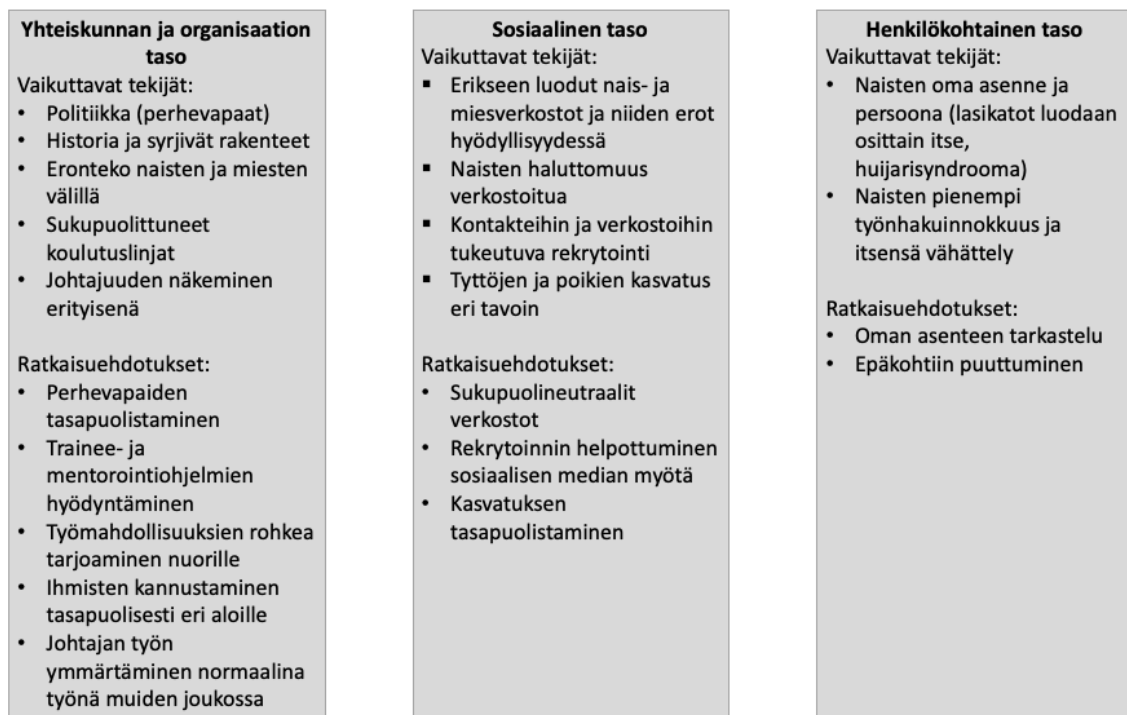 Yhteiskunnan ja organisaation
taso
Vaikuttavat tekijät:
• Politiikka (perhevapaat)
• Historia ja syrjivät rakenteet
• Eronteko naisten ja miesten
välillä
• Sukupuolittuneet
koulutuslinjat
• Johtajuuden näkeminen
erityisenä
Ratkaisuehdotukset:
• Perhevapaiden
tasapuolistaminen
• Trainee- ja
mentorointiohjelmien
hyödyntäminen
• Työmahdollisuuksien rohkea
tarjoaminen nuorille
• Ihmisten kannustaminen
tasapuolisesti eri aloille
• Johtajan työn
ymmärtäminen normaalina
työnä muiden joukossa
Sosiaalinen taso
Vaikuttavat tekijät:
▪ Erikseen luodut nais- ja
miesverkostot ja niiden erot
hyödyllisyydessä
▪ Naisten haluttomuus
verkostoitua
▪ Kontakteihin ja verkostoihin
tukeutuva rekrytointi
▪ Tyttöjen ja poikien kasvatus
eri tavoin
Ratkaisuehdotukset:
• Sukupuolineutraalit
verkostot
• Rekrytoinnin helpottuminen
sosiaalisen median myötä
• Kasvatuksen
tasapuolistaminen
Henkilökohtainen taso
Vaikuttavat tekijät:
• Naisten oma asenne ja
persoona (lasikatot luodaan
osittain itse,
huijarisyndrooma)
• Naisten pienempi
työnhakuinnokkuus ja
itsensä vähättely
Ratkaisuehdotukset:
• Oman asenteen tarkastelu
• Epäkohtiin puuttuminen